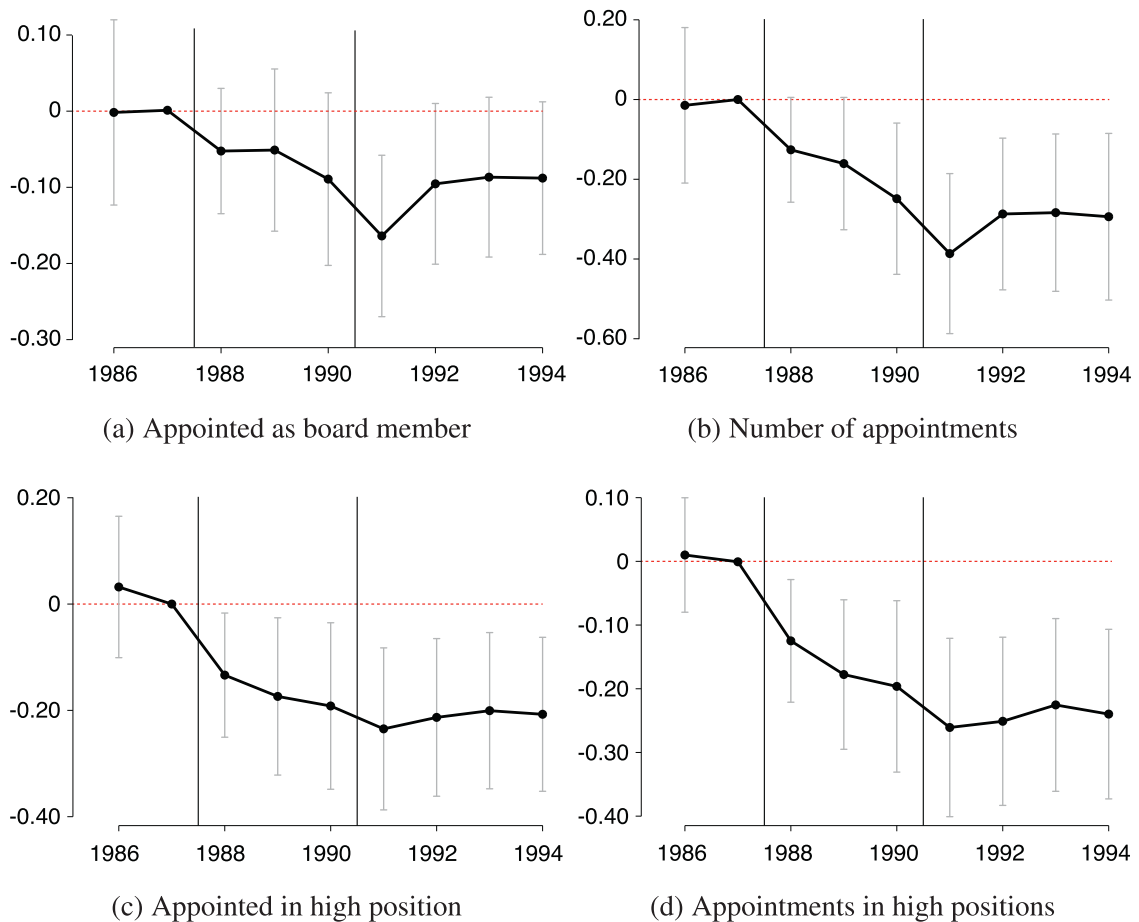 0.10
0
-0.10
-0.20
-0.30
1986 1988 1990 1992 1994
(a) Appointed as board member
0.20
0
-0.20
-0.40
-0.60
1986 1988 1990 1992 1994
(b) Number of appointments
0.20
0
-0.20
-0.40
1986 1988 1990 1992 1994
(c) Appointed in high position
0.10
0
-0.10
-0.20
-0.30
-0.40
1986 1988 1990 1992 1994
(d) Appointments in high positions